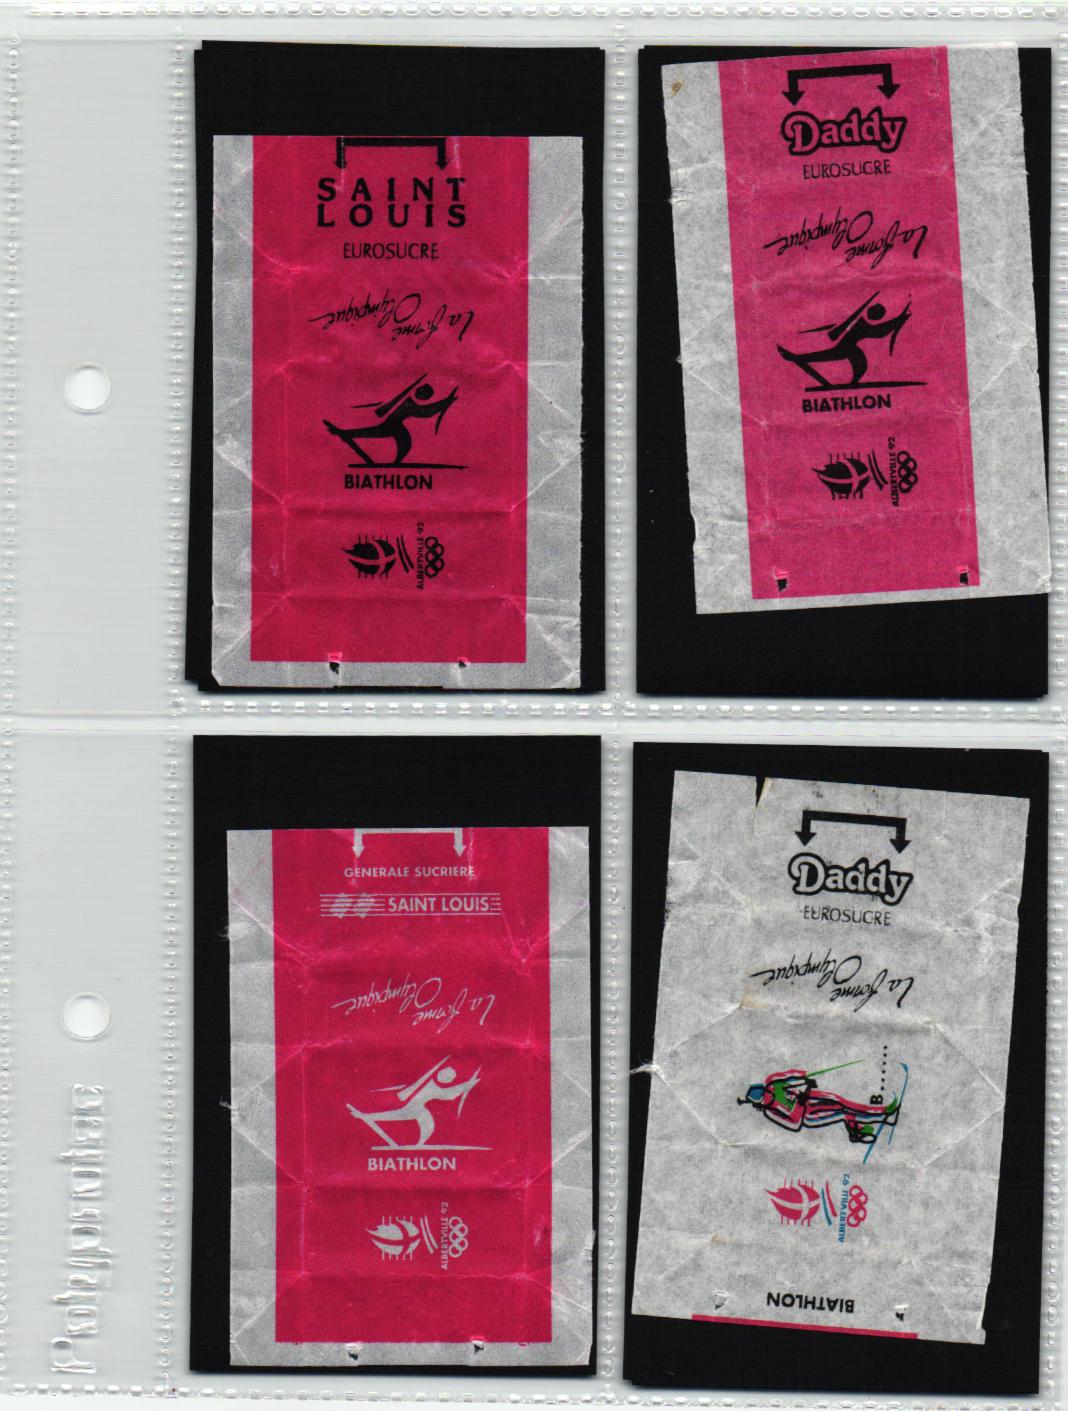 SAINT
LOUIS
EUROSUCRE
La forme
Olympique
BIATHLON
ALBERTVILLE 92
Daddy
EUROSUCRE
La forme
Olympique
BIATHLON
ALBERTVILLE 92
GENERALE SUCRIERE
SAINT LOUIS
La forme
Olympique
BIATHLON
ALBERTVILLE 92
Daddy
EUROSUCRE
La forme
Olympique
B
ALBERTVILLE 92
BIATHLON